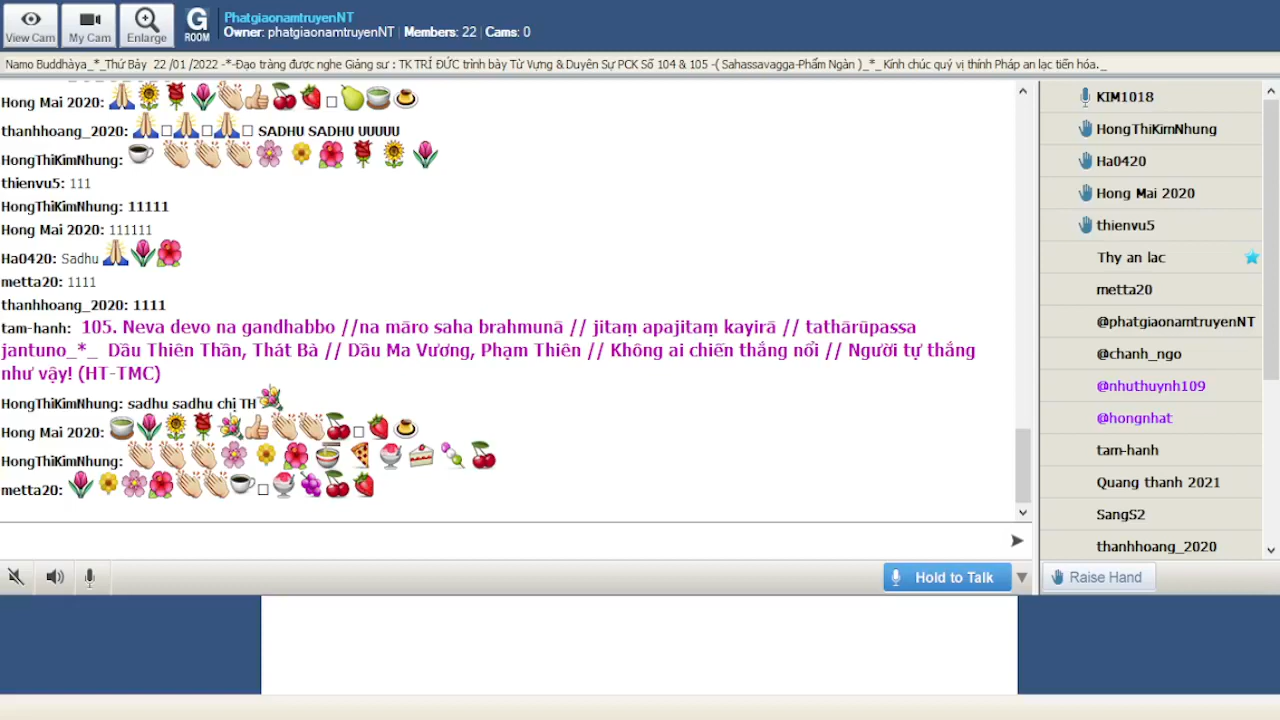 View Cam
My Cam
Enlarge
G
ROOM
PhatgiaonamtruyenNT
Owner: phatgiaonamtruyenNT | Members: 22 | Cams: 0
Namo Buddhàya_*_Thứ Bảy 22 /01 /2022 -*-Đạo tràng được nghe Giảng sư : TK TRÍ ĐỨC trình bày Từ Vựng & Duyên Sự PCK Số 104 & 105 -( Sahassavagga-Phẩm Ngàn )_*_ Kính chúc quý vị thính Pháp an lạc tiến hóa._
Hong Mai 2020:
thanhhoang_2020: SADHU SADHU UUUUU
HongThiKimNhung:
thienvu5: 111
HongThiKimNhung: 11111
Hong Mai 2020: 111111
Ha0420: Sadhu
metta20: 1111
thanhhoang_2020: 1111
tam-hanh: 105. Neva devo na gandhabbo //na māro saha brahmunā // jitaṃ apajitaṃ kayirā // tathārūpassa
jantuno_*_ Dầu Thiên Thần, Thát Bà // Dầu Ma Vương, Phạm Thiên // Không ai chiến thắng nổi // Người tự thắng
như vậy! (HT-TMC)
HongThiKimNhung: sadhu sadhu chị TH
Hong Mai 2020:
HongThiKimNhung:
metta20:
KIM1018
HongThiKimNhung
Ha0420
Hong Mai 2020
thienvu5
Thy an lac
metta20
@phatgiaonamtruyenNT
@chanh_ngo
@nhuthuynh109
@hongnhat
tam-hanh
Quang thanh 2021
SangS2
thanhhoang_2020
Hold to Talk
Raise Hand